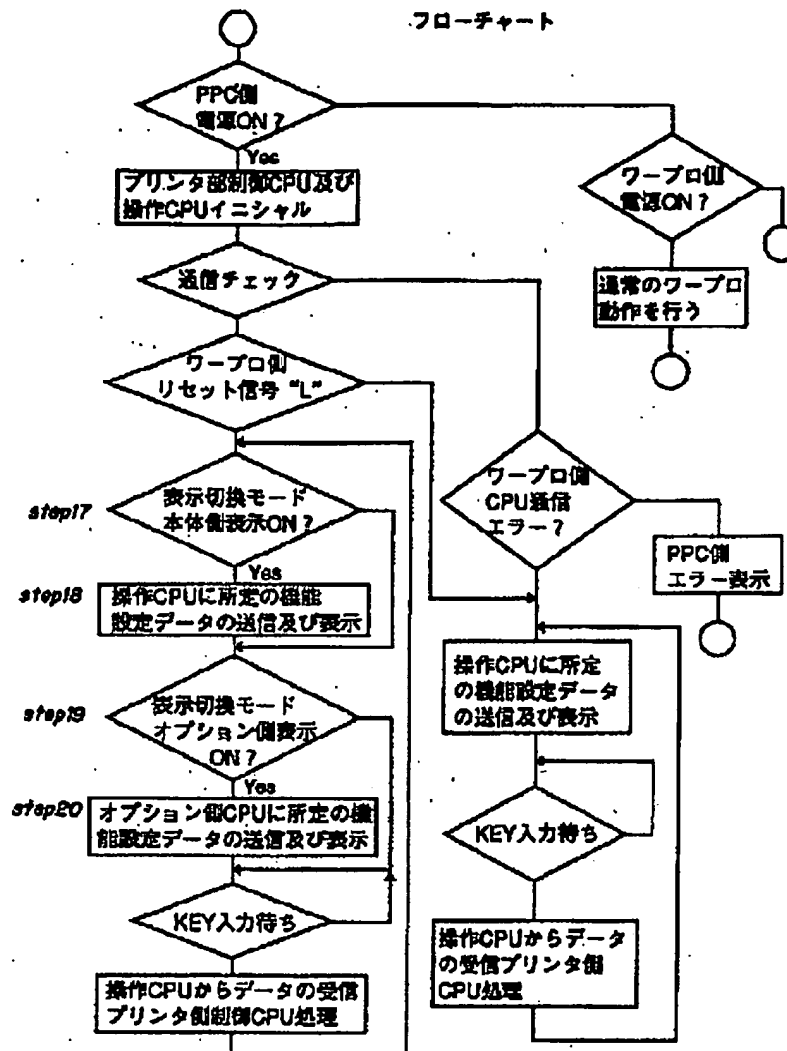 フローチャート
PPC側
電源ON？
Yes
プリンタ部制御CPU及び
操作CPUイニシャル
ワープロ側
電源ON？
通常のワープロ
動作を行う
通信チェック
ワープロ側
リセット信号“L”
step17
表示切換モード
本体側表示ON？
Yes
step18
操作CPUに所定の機能
設定データの送信及び表示
step19
表示切換モード
オプション側表示
ON？
Yes
step20
オプション側CPUに所定の機
能設定データの送信及び表示
KEY入力待ち
操作CPUからデータの受信
プリンタ側制御CPU処理
ワープロ側
CPU通信
エラー？
PPC側
エラー表示
操作CPUに所定
の機能設定データ
の送信及び表示
KEY入力待ち
操作CPUからデータ
の受信プリンタ側
CPU処理